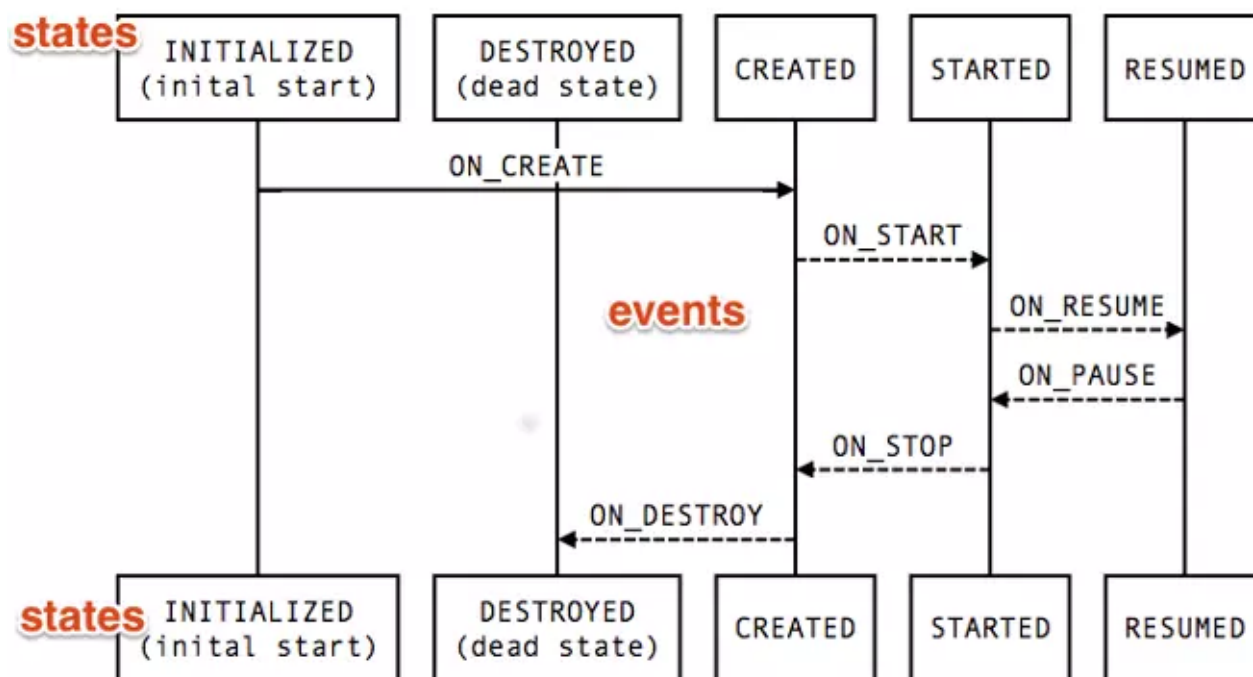 states
INITIALIZED
(inital start)
DESTROYED
(dead state)
CREATED
STARTED
RESUMED
ON_CREATE
ON_START
events
ON_RESUME
ON_PAUSE
ON_STOP
ON_DESTROY
states
INITIALIZED
(inital start)
DESTROYED
(dead state)
CREATED
STARTED
RESUMED